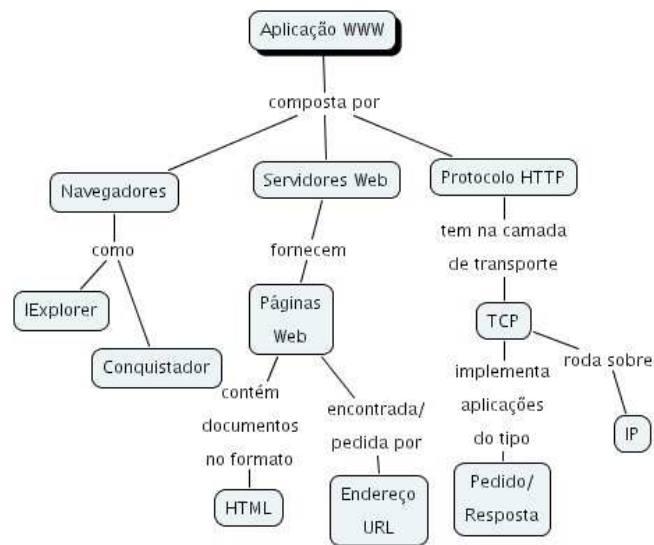 Aplicação WWW
composta por
Navegadores
Servidores Web
Protocolo HTTP
como
fornecem
tem na camada
de transporte
IExplorer
Conquistador
Páginas
Web
TCP
contém
documentos
no formato
encontrada/
pedida por
implementa
aplicações
do tipo
roda sobre
HTML
Endereço
URL
Pedido/
Resposta
IP